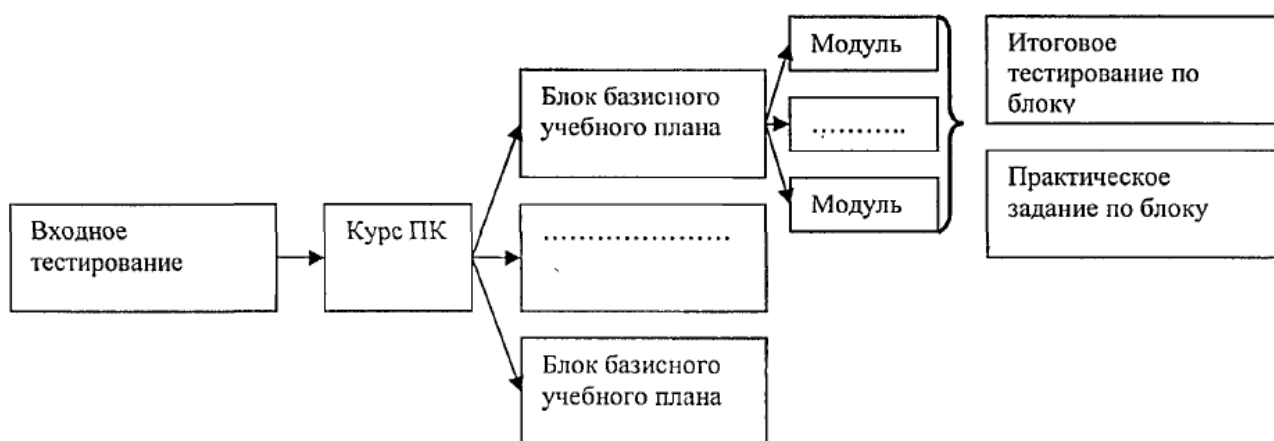 Входное
тестирование
Курс ПК
Блок базисного
учебного плана
......................
Блок базисного
учебного плана
Модуль
............
Модуль
Итоговое
тестирование по
блоку
Практическое
задание по блоку